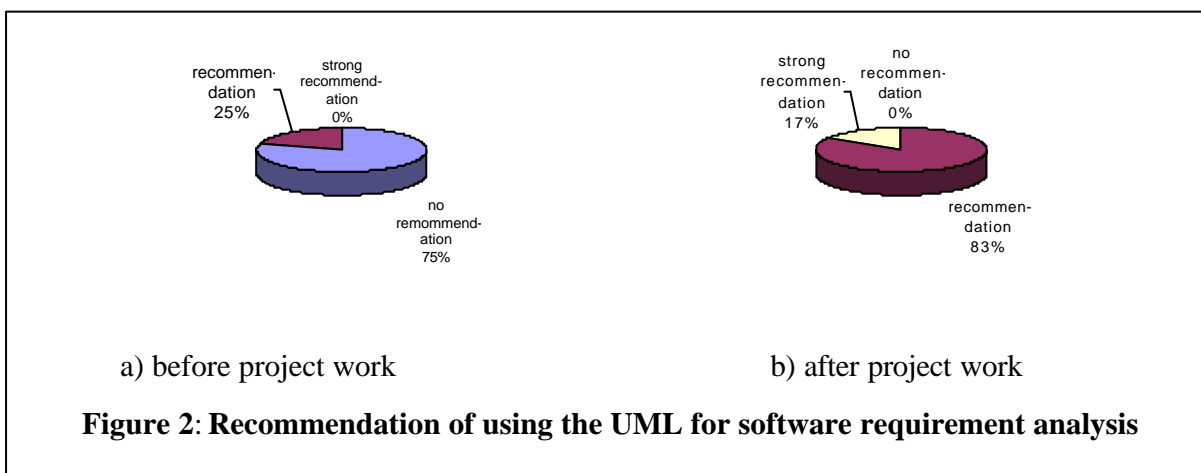 recommen-
dation
25%
strong
recommend-
ation
0%
no
remommend-
ation
75%
strong
recommen-
dation
17%
no
recommen-
dation
0%
recommen-
dation
83%
a) before project work
b) after project work
Figure 2: Recommendation of using the UML for software requirement analysis